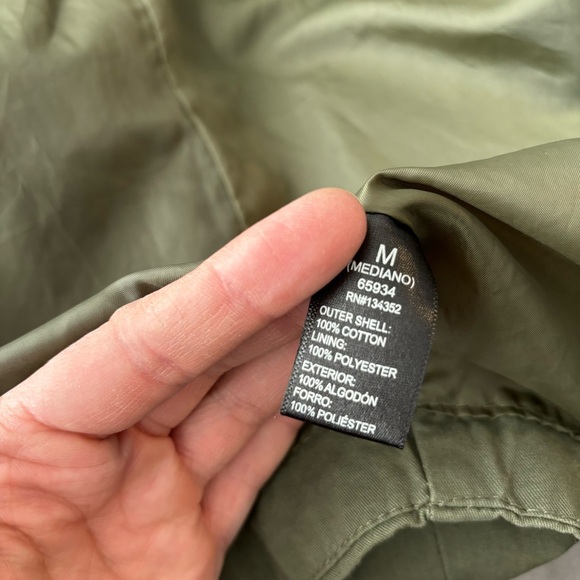 M
(MEDIANO)
65934
RN#134352
OUTER SHELL:
100% COTTON
LINING:
100% POLYESTER
EXTERIOR:
100% ALGODÓN
FORRO:
100% POLIÉSTER